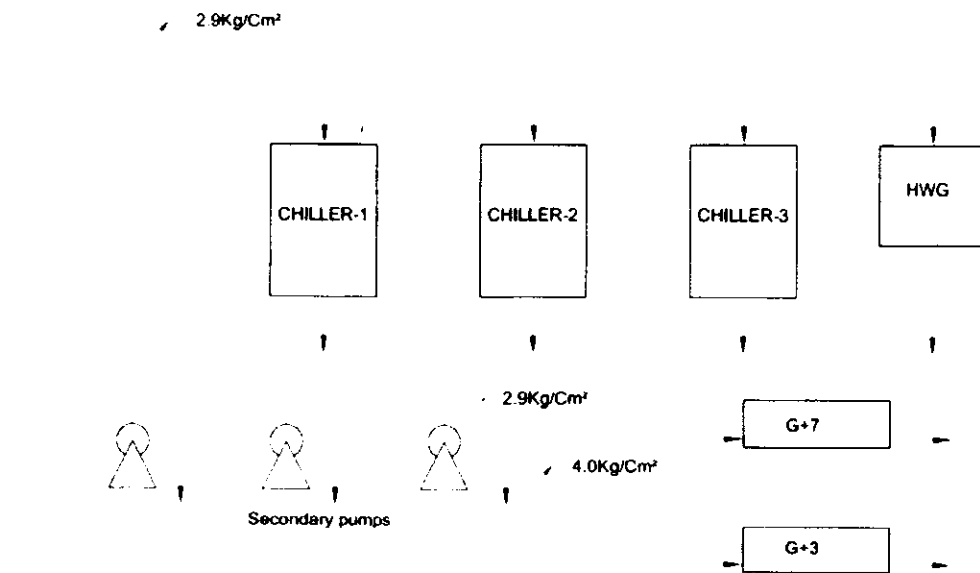 2.9Kg/Cm²
CHILLER-1
CHILLER-2
CHILLER-3
HWG
2.9Kg/Cm²
G+7
4.0Kg/Cm²
Secondary pumps
G+3